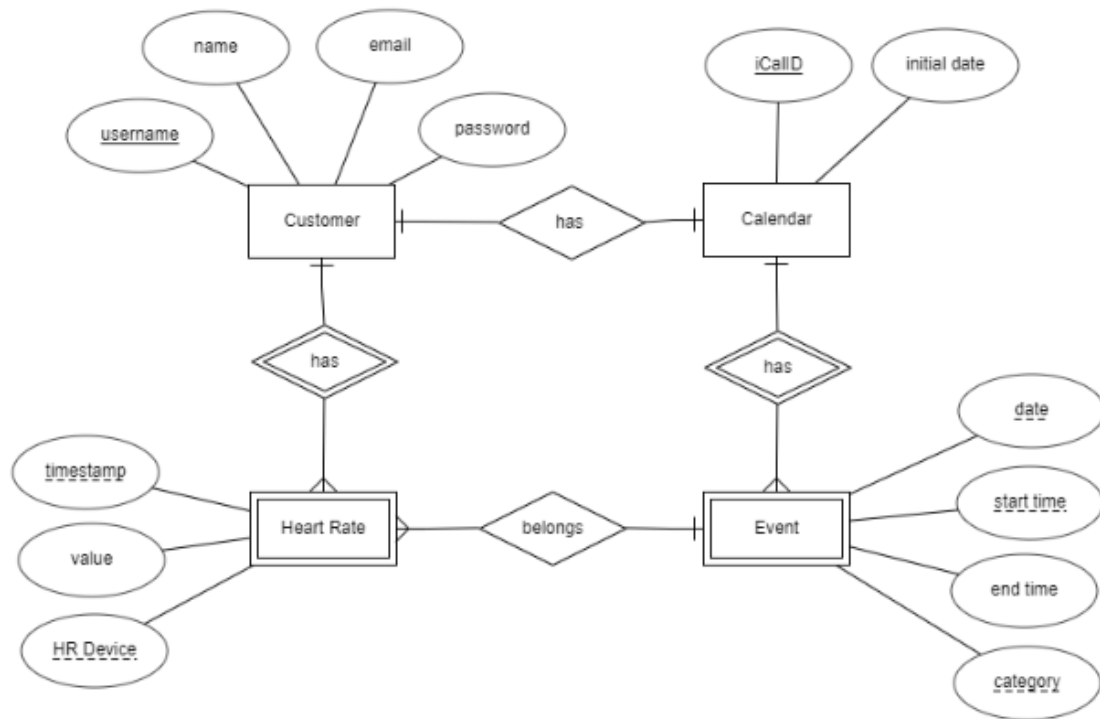 name
email
iCalID
initial date
username
password
Customer
has
Calendar
has
has
date
timestamp
start time
Heart Rate
belongs
Event
value
end time
HR Device
category